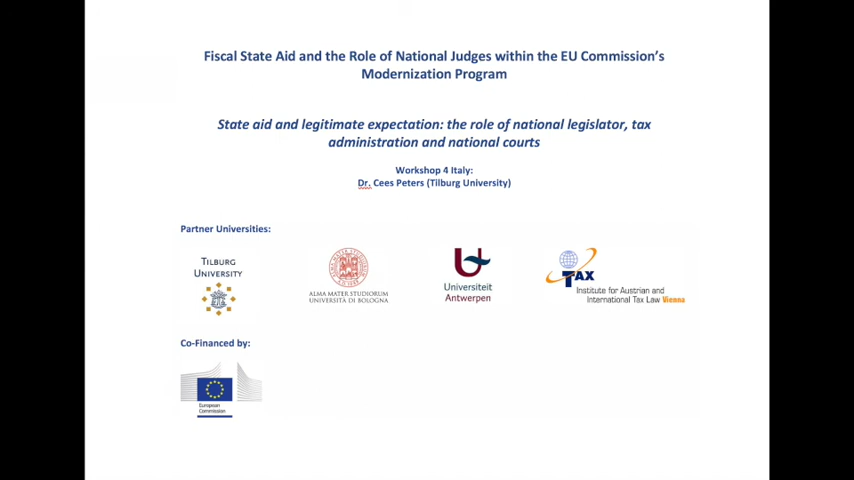 Fiscal State Aid and the Role of National Judges within the EU Commission's
Modernization Program
State aid and legitimate expectation: the role of national legislator, tax
administration and national courts
Workshop 4 Italy:
Dr. Cees Peters (Tilburg University)
Partner Universities:
TILBURG
UNIVERSITY
ALMA MATER STUDIORUM
UNIVERSITÀ DI BOLOGNA
Universiteit
Antwerpen
TAX
Institute for Austrian and
International Tax Law Vienna
Co-Financed by:
European
Commission